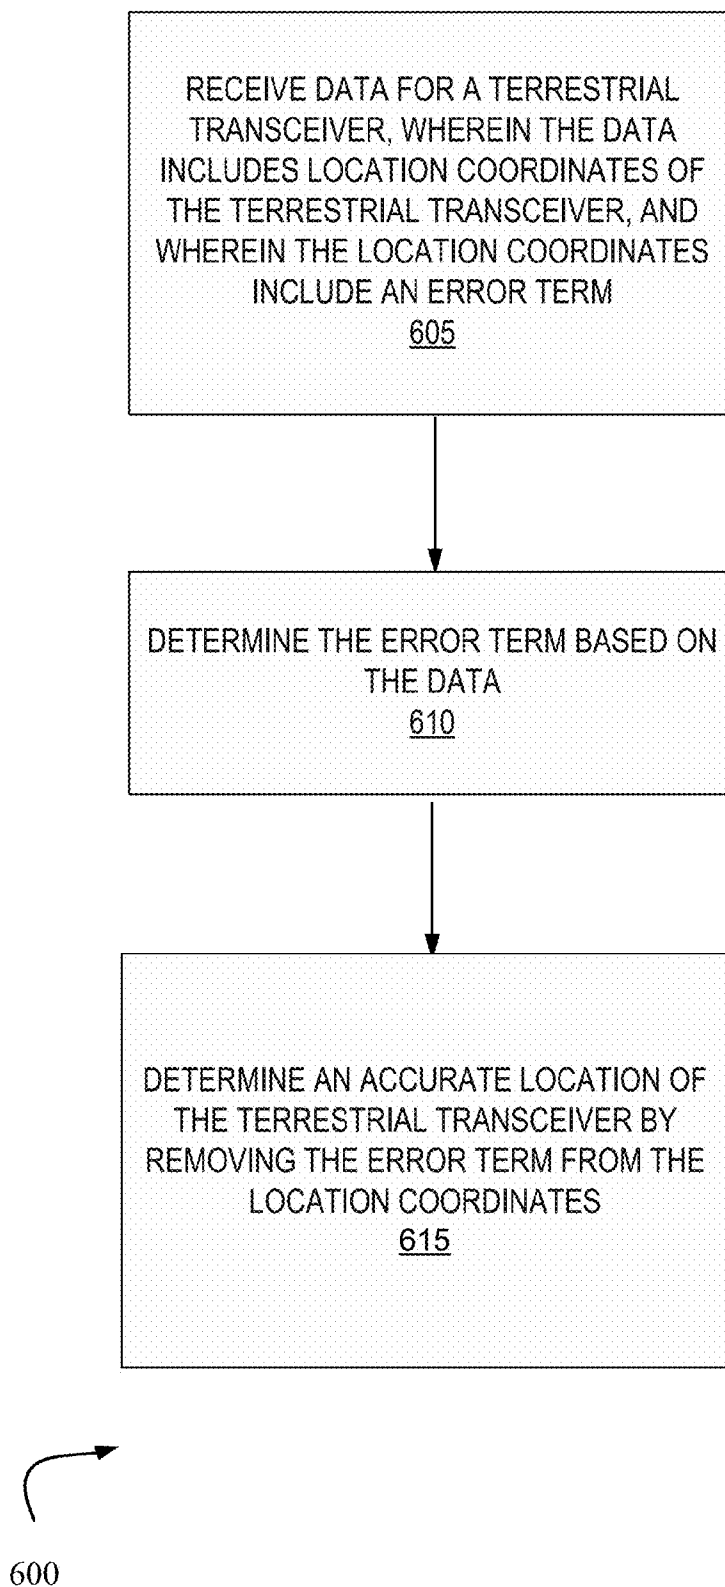 RECEIVE DATA FOR A TERRESTRIAL
TRANSCEIVER, WHEREIN THE DATA
INCLUDES LOCATION COORDINATES OF
THE TERRESTRIAL TRANSCEIVER, AND
WHEREIN THE LOCATION COORDINATES
INCLUDE AN ERROR TERM
605
DETERMINE THE ERROR TERM BASED ON
THE DATA
610
DETERMINE AN ACCURATE LOCATION OF
THE TERRESTRIAL TRANSCEIVER BY
REMOVING THE ERROR TERM FROM THE
LOCATION COORDINATES
615
600